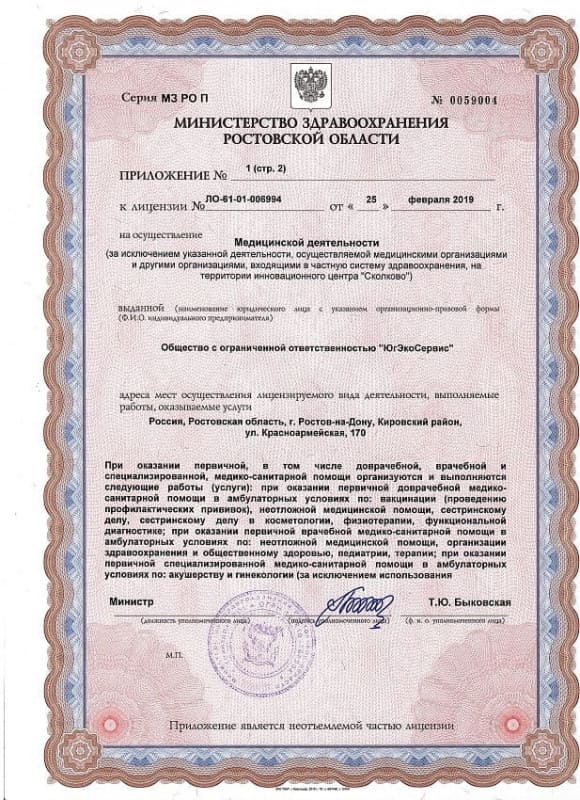 Серия МЗ РО П
№ 0059004
МИНИСТЕРСТВО ЗДРАВООХРАНЕНИЯ
РОСТОВСКОЙ ОБЛАСТИ
ПРИЛОЖЕНИЕ № 1 (стр. 2)
к лицензии № ЛО-61-01-006994 от « 25 » февраля 2019 г.
на осуществление
Медицинской деятельности
(за исключением указанной деятельности, осуществляемой медицинскими организациями
и другими организациями, входящими в частную систему здравоохранения, на
территории инновационного центра "Сколково")
выданной (наименование юридического лица с указанием организационно-правовой формы
(Ф.И.О. индивидуального предпринимателя)
Общество с ограниченной ответственностью "ЮгЭкоСервис"
адреса мест осуществления лицензируемого вида деятельности, выполняемые
работы, оказываемые услуги
Россия, Ростовская область, г. Ростов-на-Дону, Кировский район,
ул. Красноармейская, 170
При оказании первичной, в том числе доврачебной, врачебной и
специализированной, медико-санитарной помощи организуются и выполняются
следующие работы (услуги): при оказании первичной доврачебной медико-
санитарной помощи в амбулаторных условиях по: вакцинации (проведению
профилактических прививок), неотложной медицинской помощи, сестринскому
делу, сестринскому делу в косметологии, физиотерапии, функциональной
диагностике; при оказании первичной врачебной медико-санитарной помощи в
амбулаторных условиях по: неотложной медицинской помощи, организации
здравоохранения и общественному здоровью, педиатрии, терапии; при оказании
первичной специализированной медико-санитарной помощи в амбулаторных
условиях по: акушерству и гинекологии (за исключением использования
Министр
Т.Ю. Быковская
(должность уполномоченного лица)
(подпись уполномоченного лица)
(ф. и. о. уполномоченного лица)
М.П.
Приложение является неотъемлемой частью лицензии